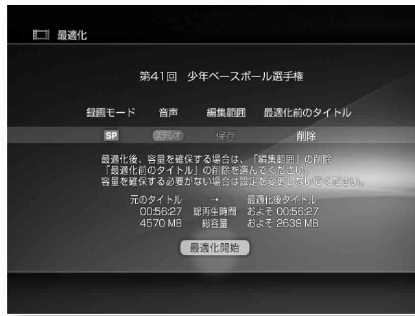 最適化
第41回 少年ベースボール選手権
録画モード 音声 編集範囲 最適化前のタイトル
SP ステレオ 保存 削除
最適化後、容量を確保する場合は、「編集範囲」の削除
「最適化前のタイトル」の削除を選んでください。
容量を確保する必要がない場合は設定を変更しないでください。
元のタイトル → 最適化後タイトル
00:56:27 総再生時間 およそ 00:56:27
4570 MB 総容量 およそ 2639 MB
最適化開始